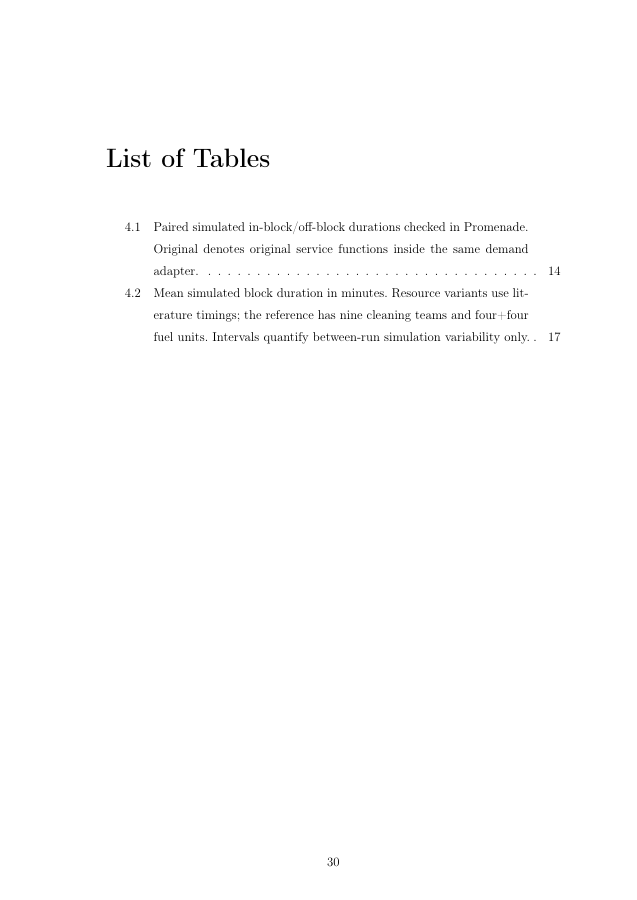 List of Tables
4.1 Paired simulated in-block/off-block durations checked in Promenade.
Original denotes original service functions inside the same demand
adapter. . . . . . . . . . . . . . . . . . . . . . . . . . . . . . . . . . . 14
4.2 Mean simulated block duration in minutes. Resource variants use lit-
erature timings; the reference has nine cleaning teams and four+four
fuel units. Intervals quantify between-run simulation variability only. . 17
30